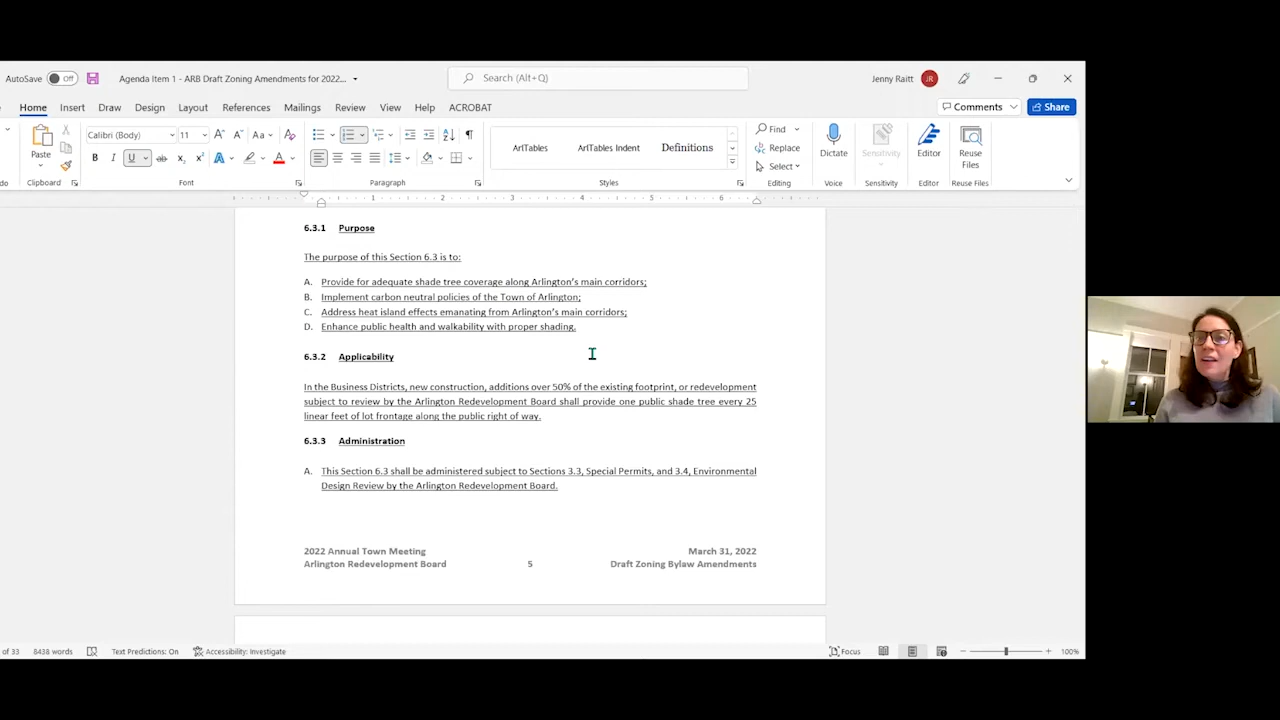 AutoSave Off Agenda Item 1 - ARB Draft Zoning Amendments for 2022... Search (Alt+Q) Jenny Raitt JR
Home Insert Draw Design Layout References Mailings Review View Help ACROBAT Comments Share
Calibri (Body) 11 A A Aa A
Paste
B I U ab x₂ x² A A
ArtTables ArtTables Indent Definitions
Find
Replace
Select
Dictate Sensitivity Editor Reuse Files
Clipboard Font Paragraph Styles Editing Voice Sensitivity Editor Reuse Files
1 2 3 4 5 6
6.3.1 Purpose
The purpose of this Section 6.3 is to:
A. Provide for adequate shade tree coverage along Arlington's main corridors;
B. Implement carbon neutral policies of the Town of Arlington;
C. Address heat island effects emanating from Arlington's main corridors;
D. Enhance public health and walkability with proper shading.
6.3.2 Applicability
In the Business Districts, new construction, additions over 50% of the existing footprint, or redevelopment
subject to review by the Arlington Redevelopment Board shall provide one public shade tree every 25
linear feet of lot frontage along the public right of way.
6.3.3 Administration
A. This Section 6.3 shall be administered subject to Sections 3.3, Special Permits, and 3.4, Environmental
Design Review by the Arlington Redevelopment Board.
2022 Annual Town Meeting March 31, 2022
Arlington Redevelopment Board 5 Draft Zoning Bylaw Amendments
of 33 8438 words Text Predictions: On Accessibility: Investigate Focus 100%